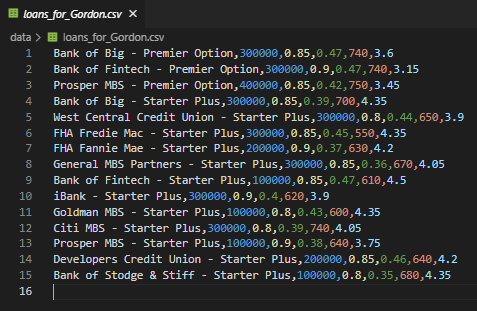 loans_for_Gordon.csv ×
data > loans_for_Gordon.csv
1 Bank of Big - Premier Option,300000,0.85,0.47,740,3.6
2 Bank of Fintech - Premier Option,300000,0.9,0.47,740,3.15
3 Prosper MBS - Premier Option,400000,0.85,0.42,750,3.45
4 Bank of Big - Starter Plus,300000,0.85,0.39,700,4.35
5 West Central Credit Union - Starter Plus,300000,0.8,0.44,650,3.9
6 FHA Fredie Mac - Starter Plus,300000,0.85,0.45,550,4.35
7 FHA Fannie Mae - Starter Plus,200000,0.9,0.37,630,4.2
8 General MBS Partners - Starter Plus,300000,0.85,0.36,670,4.05
9 Bank of Fintech - Starter Plus,100000,0.85,0.47,610,4.5
10 iBank - Starter Plus,300000,0.9,0.4,620,3.9
11 Goldman MBS - Starter Plus,100000,0.8,0.43,600,4.35
12 Citi MBS - Starter Plus,300000,0.8,0.39,740,4.05
13 Prosper MBS - Starter Plus,100000,0.9,0.38,640,3.75
14 Developers Credit Union - Starter Plus,200000,0.85,0.46,640,4.2
15 Bank of Stodge & Stiff - Starter Plus,100000,0.8,0.35,680,4.35
16